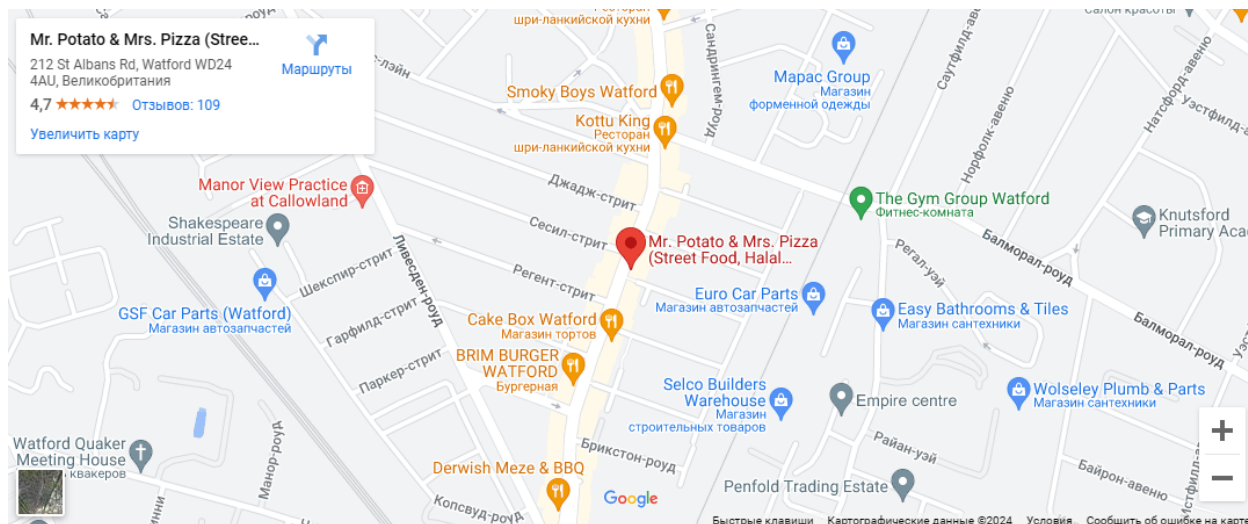 Mr. Potato & Mrs. Pizza (Stree...
212 St Albans Rd, Watford WD24
4AU, Великобритания
4,7
Отзывов: 109
Увеличить карту
Маршруты
Ресторан
шри-ланкийской кухни
Салон красоты
Сандрингем-роуд
Mapac Group
Магазин
форменной одежды
Саутфилд-авеню
Норфолк-авеню
Уэстфилд-авеню
Натсфорд-авеню
Smoky Boys Watford
Kottu King
Ресторан
шри-ланкийской кухни
Manor View Practice
at Callowland
Джадж-стрит
The Gym Group Watford
Фитнес-комната
Shakespeare
Industrial Estate
Сесил-стрит
Mr. Potato & Mrs. Pizza
(Street Food, Halal...
Knutsford
Primary Aca
Ливесден-роуд
Регал-уэй
Балморал-роуд
Шекспир-стрит
Регент-стрит
GSF Car Parts (Watford)
Магазин автозапчастей
Euro Car Parts
Магазин автозапчастей
Easy Bathrooms & Tiles
Магазин сантехники
Гарфилд-стрит
Cake Box Watford
Магазин тортов
Балморал-роуд
BRIM BURGER
WATFORD
Бургерная
Паркер-стрит
Selco Builders
Warehouse
Магазин
строительных товаров
Empire centre
Wolseley Plumb & Parts
Магазин сантехники
Watford Quaker
Meeting House
квакеров
Манор-роуд
Брикстон-роуд
Райан-уэй
Байрон-авеню
Derwish Meze & BBQ
Копсвуд-роуд
Google
Penfold Trading Estate
Быстрые клавиши
Картографические данные ©2024
Условия
Сообщить об ошибке на карте